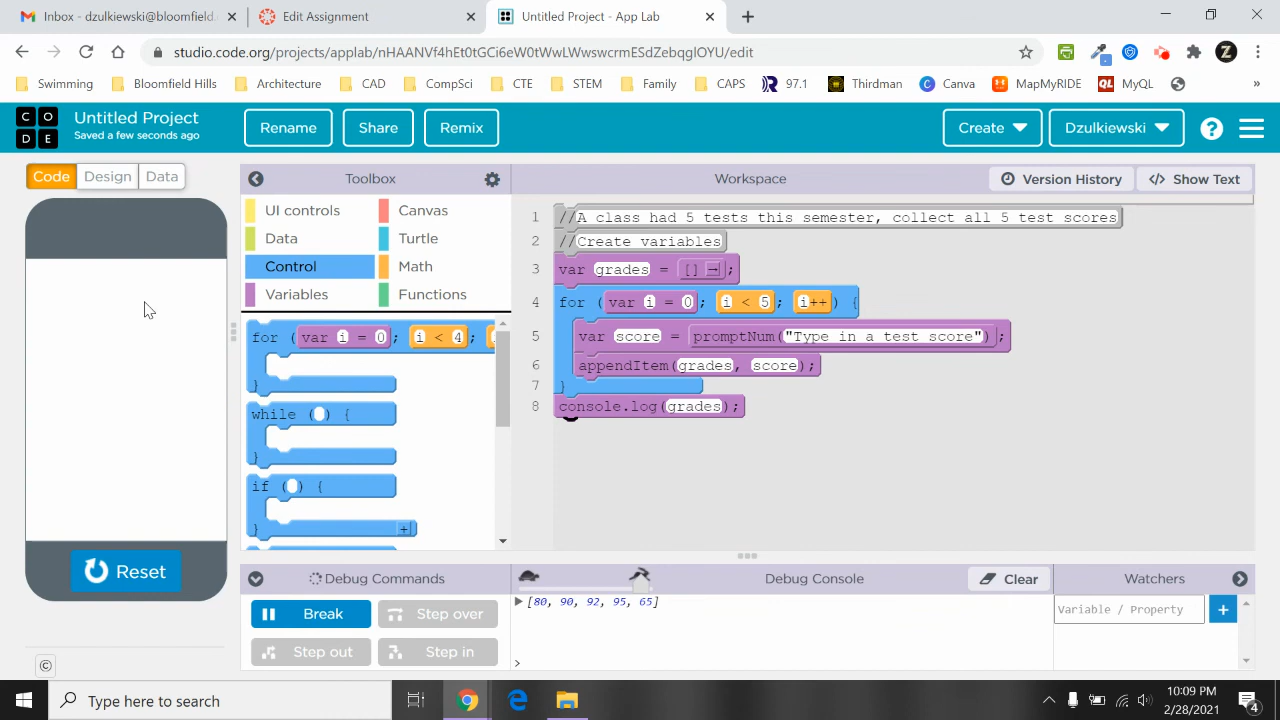 Inbox - dzulkiewski@bloomfield.
Edit Assignment
Untitled Project - App Lab
studio.code.org/projects/applab/nHAANVf4hEt0tGCi6eW0tWwLWwswcrmESdZebqglOYU/edit
Swimming
Bloomfield Hills
Architecture
CAD
CompSci
CTE
STEM
Family
CAPS
97.1
Thirdman
Canva
MapMyRIDE
QL MyQL
»
CODE
Untitled Project
Saved a few seconds ago
Rename
Share
Remix
Create
Dzulkiewski
?
Code
Design
Data
Toolbox
Workspace
Version History
</> Show Text
UI controls
Canvas
Data
Turtle
Control
Math
Variables
Functions
for ( var i = 0; i < 4;
}
while ( ) {
}
if ( ) {
} +
1 //A class had 5 tests this semester, collect all 5 test scores
2 //Create variables
3 var grades = [] →;
4 for ( var i = 0; i < 5; i++ ) {
5 var score = promptNum("Type in a test score");
6 appendItem(grades, score);
7 }
8 console.log(grades);
Reset
Debug Commands
Debug Console
Clear
Watchers
Break
Step over
Step out
Step in
[80, 90, 92, 95, 65]
>
Variable / Property
+
©
Type here to search
10:09 PM
2/28/2021
4